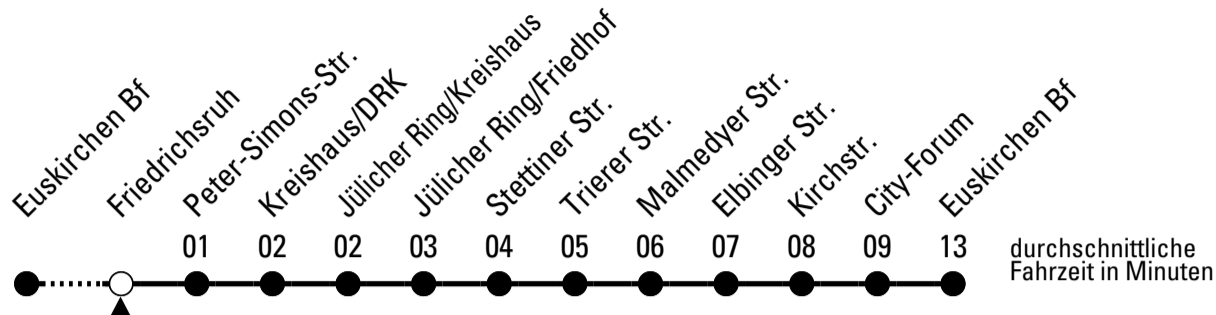 Euskirchen Bf
Friedrichsruh
Peter-Simons-Str.
Kreishaus/DRK
Jülicher Ring/Kreishaus
Jülicher Ring/Friedhof
Stettiner Str.
Trierer Str.
Malmedyer Str.
Elbinger Str.
Kirchstr.
City-Forum
Euskirchen Bf
01 02 02 03 04 05 06 07 08 09 13
durchschnittliche
Fahrzeit in Minuten